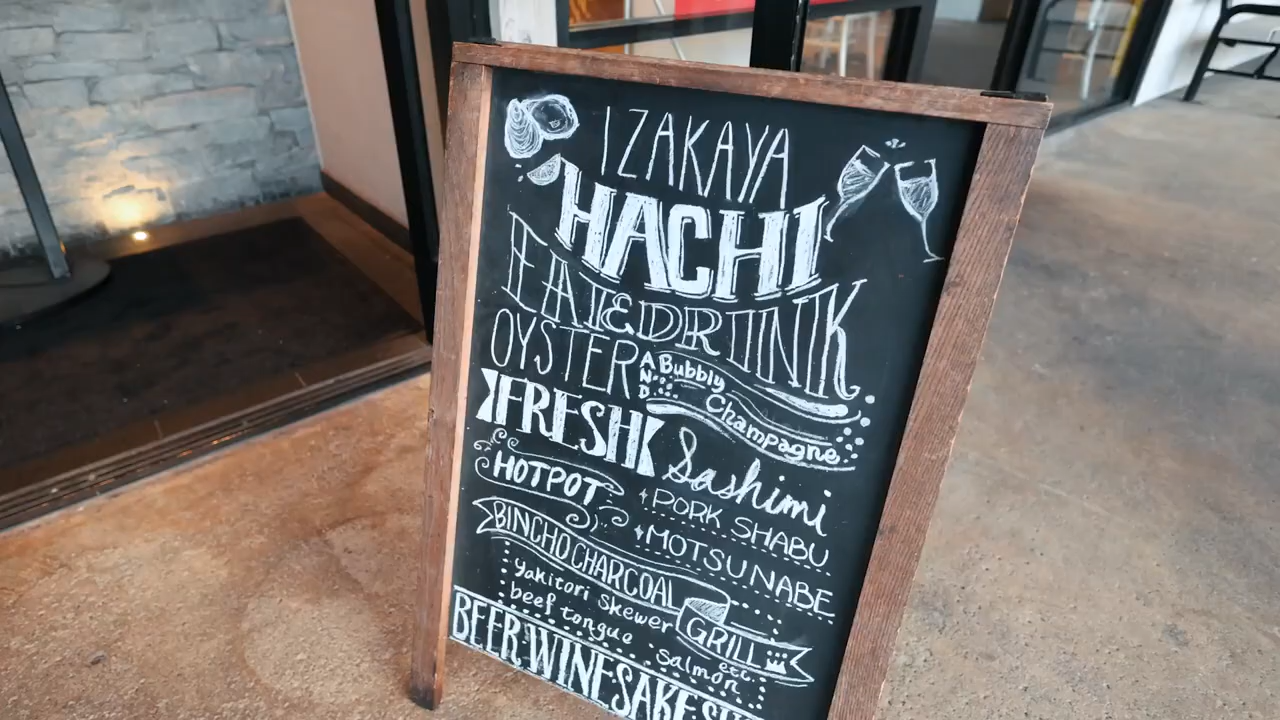 IZAKAYA
HACHI
EAT & DRINK
OYSTER AND Bubbly Champagne
FRESH Sashimi
HOTPOT
PORK SHABU
MOTSUNABE
BINCHO CHARCOAL GRILL
Yakitori Skewer
beef tongue
Salmon etc.
BEER WINE SAKE